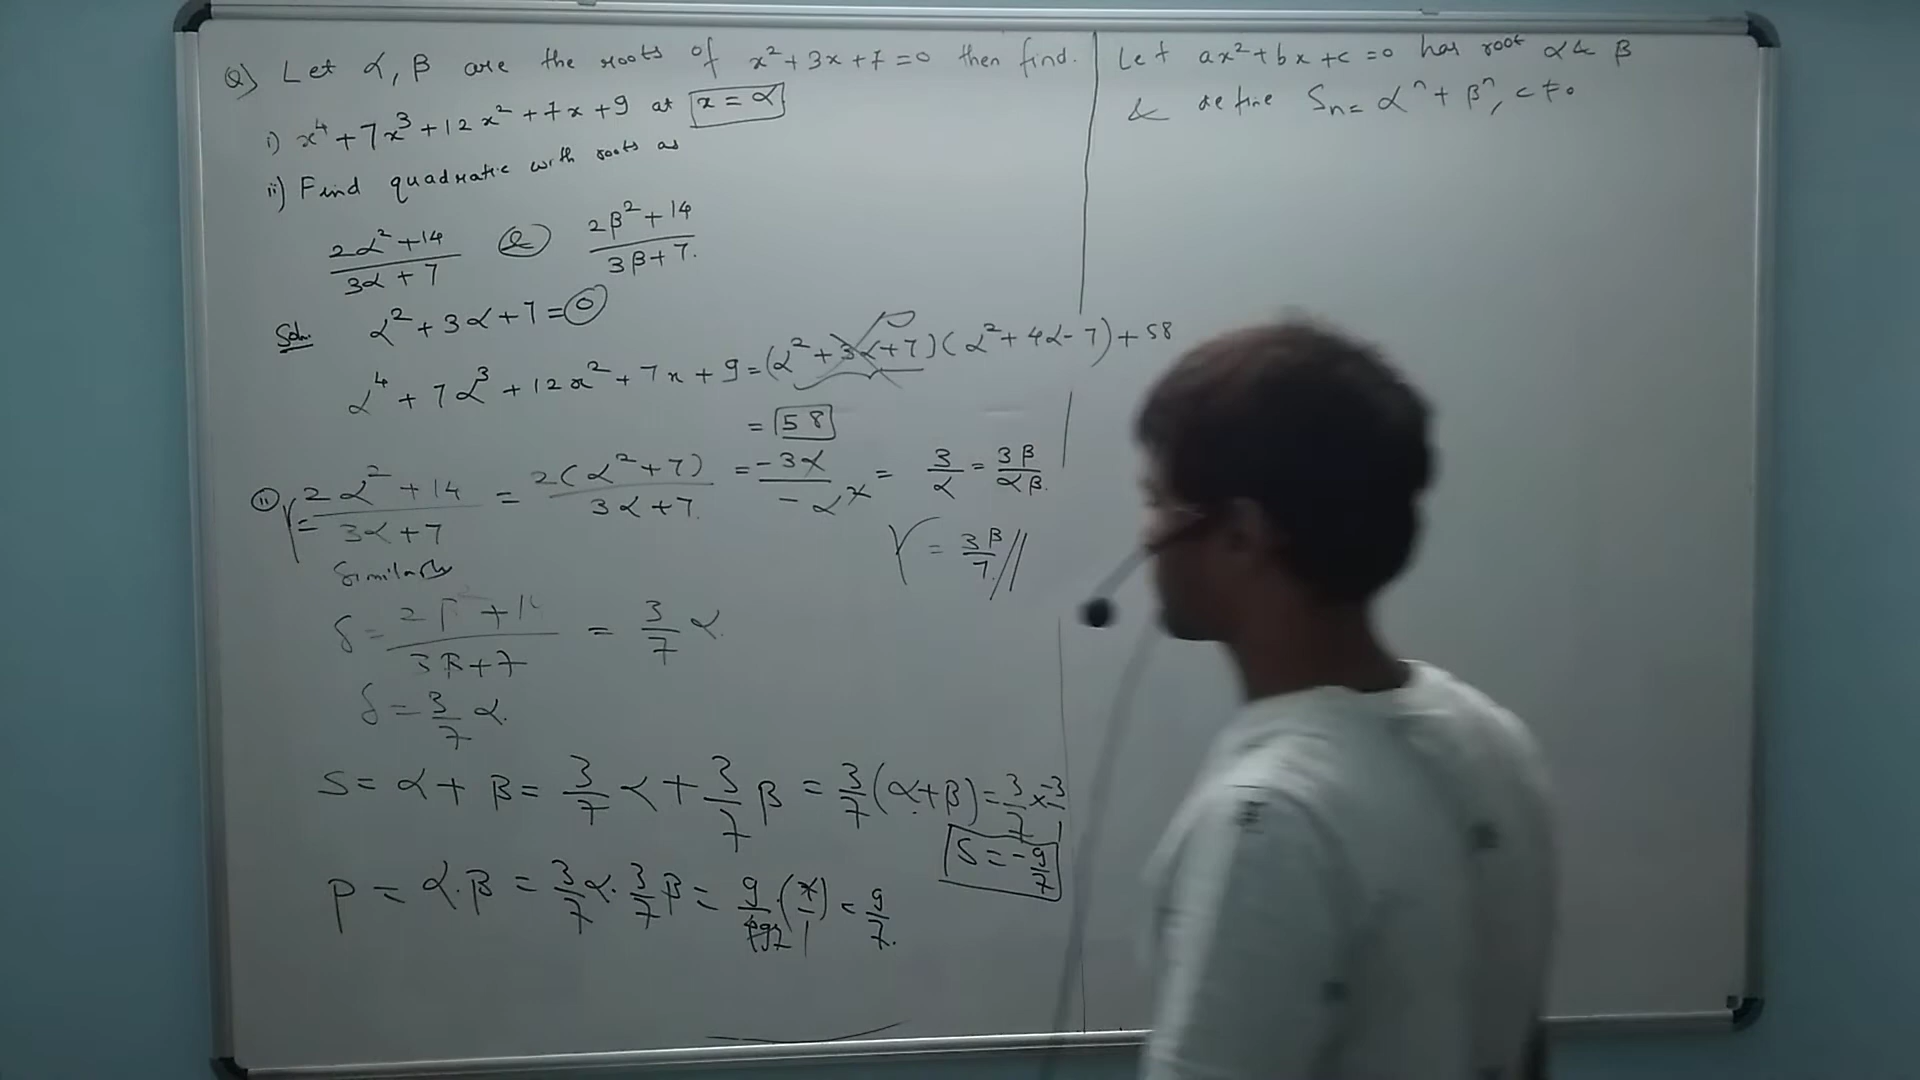 Q) Let α, β are the roots of x² + 3x + 7 = 0 then find.
i) x⁴ + 7x³ + 12x² + 7x + 9 at x = α
ii) Find quadratic with roots as
2α² + 14 / 3α + 7 & 2β² + 14 / 3β + 7.
Soln. α² + 3α + 7 = 0
α⁴ + 7α³ + 12x² + 7x + 9 = (α² + 3α + 7)(α² + 4α - 7) + 58
= 58
ii) γ = 2α² + 14 / 3α + 7 = 2(α² + 7) / 3α + 7 = -3α / -α x = 3/α = 3β / αβ.
γ = 3β / 7 //
Similarly
δ = 2β² + 14 / 3β + 7 = 3/7 α.
δ = 3/7 α.
S = α + β = 3/7 α + 3/7 β = 3/7 (α + β) = 3/7 × -3/1
S = -9/7
P = α.β = 3/7 α. 3/7 β = 9/ (7/1) = 9/7.
Let ax² + bx + c = 0 has root α & β
& define Sn = αⁿ + βⁿ, c ≠ 0